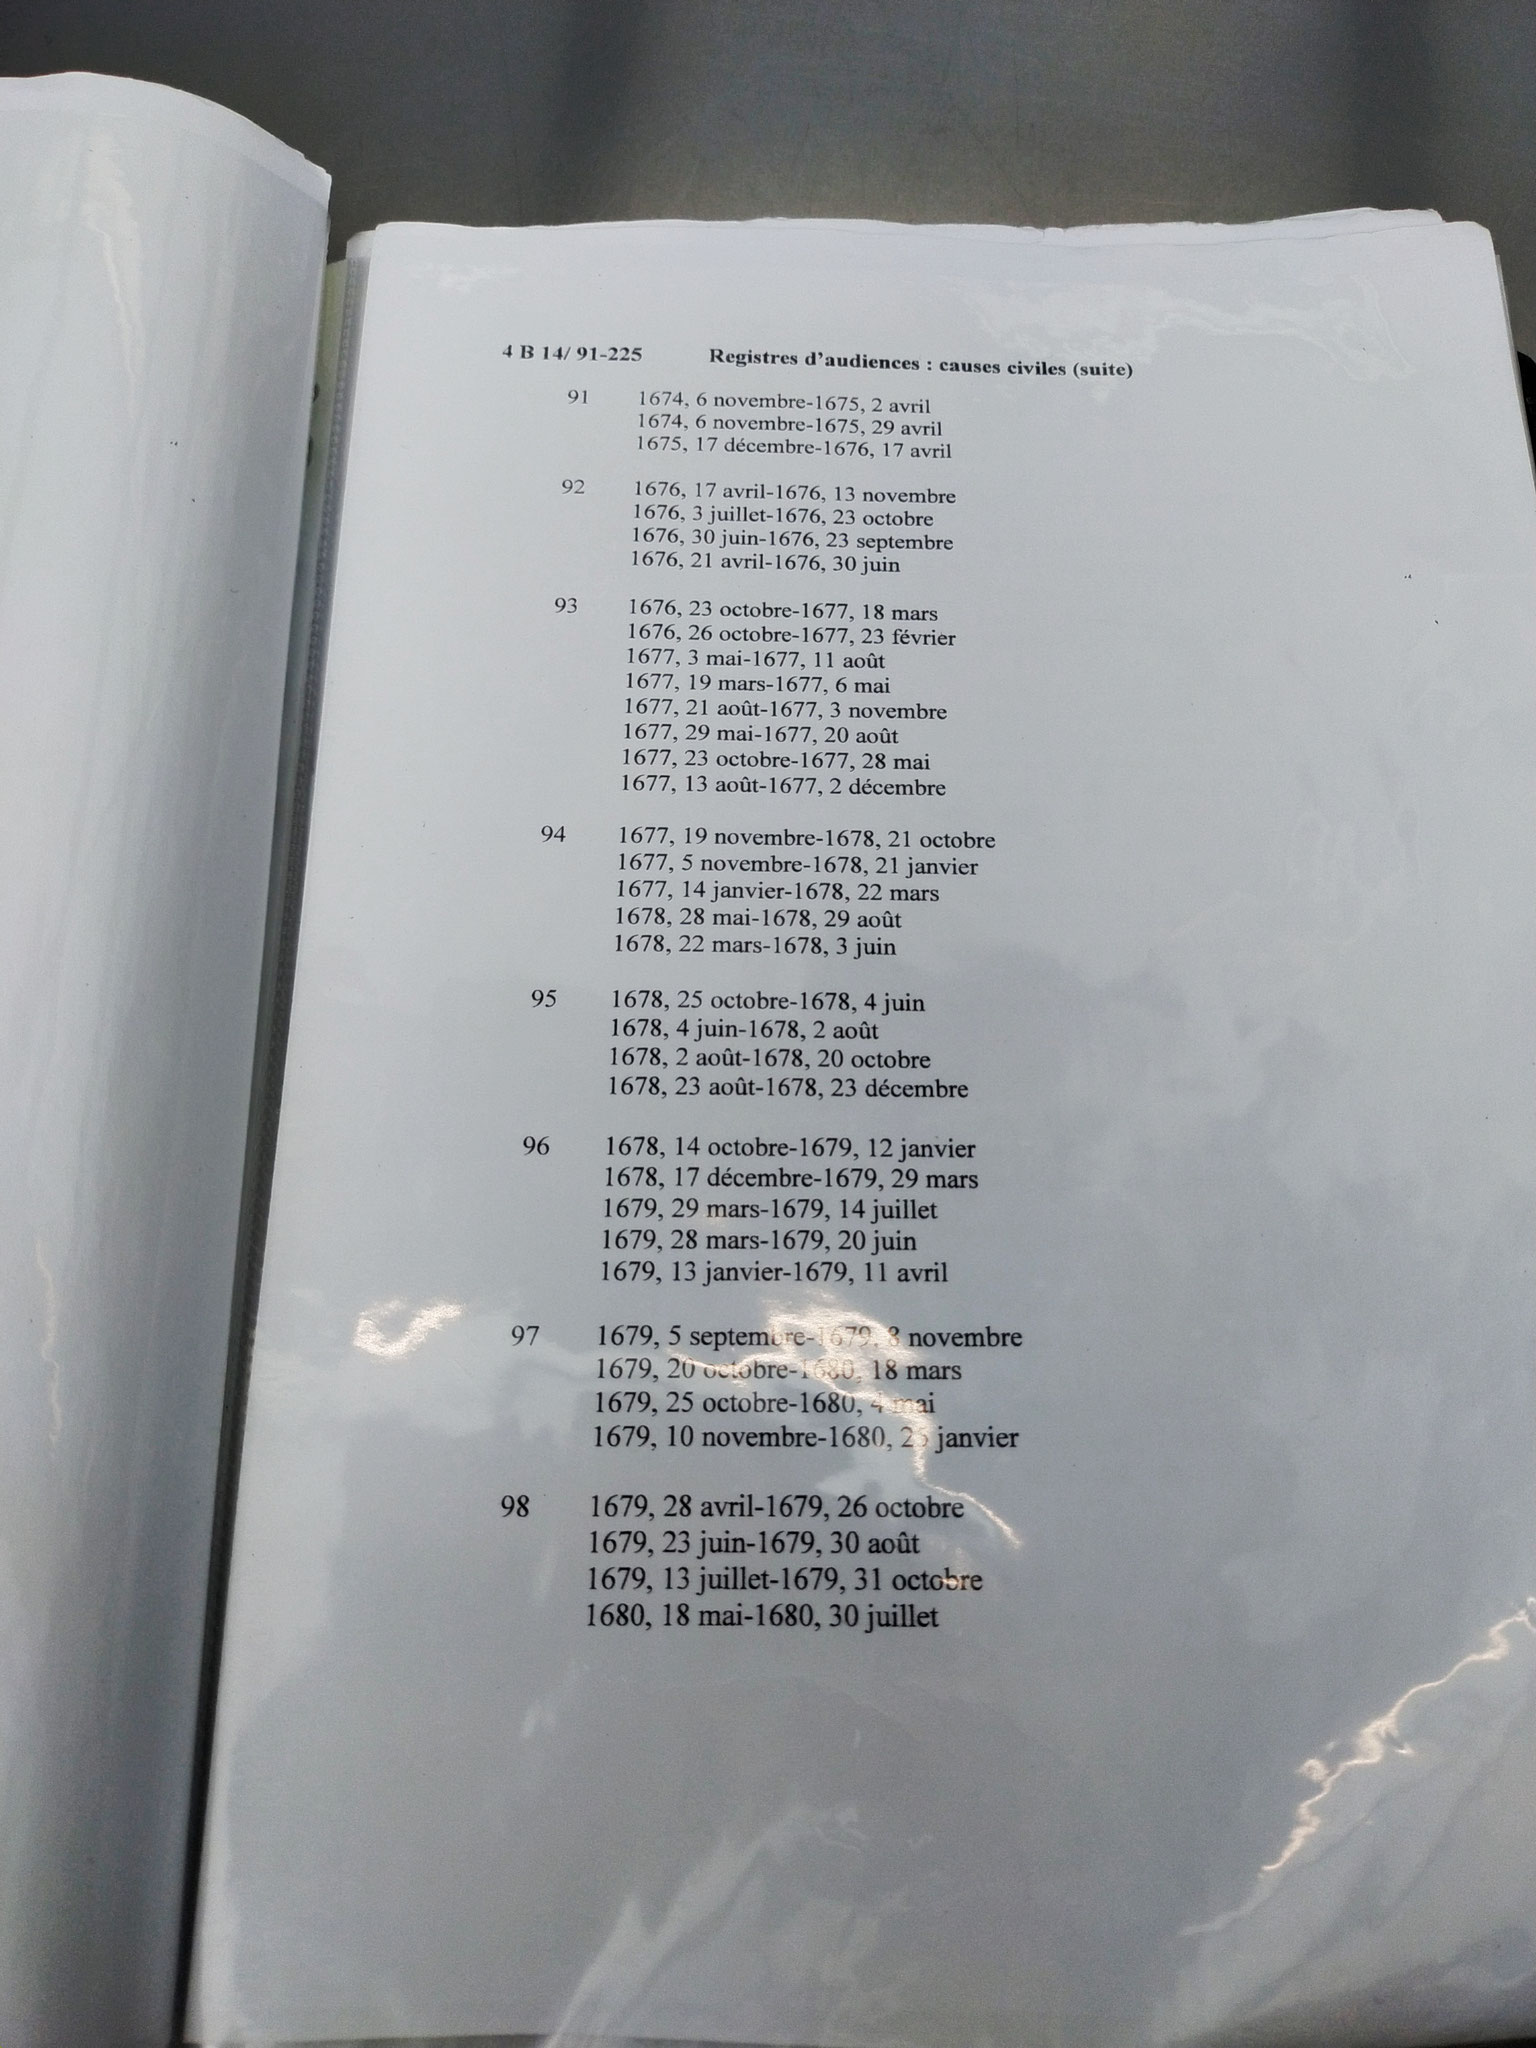 4 B 14/ 91-225 Registres d'audiences : causes civiles (suite)
91 1674, 6 novembre-1675, 2 avril
1674, 6 novembre-1675, 29 avril
1675, 17 décembre-1676, 17 avril
92 1676, 17 avril-1676, 13 novembre
1676, 3 juillet-1676, 23 octobre
1676, 30 juin-1676, 23 septembre
1676, 21 avril-1676, 30 juin
93 1676, 23 octobre-1677, 18 mars
1676, 26 octobre-1677, 23 février
1677, 3 mai-1677, 11 août
1677, 19 mars-1677, 6 mai
1677, 21 août-1677, 3 novembre
1677, 29 mai-1677, 20 août
1677, 23 octobre-1677, 28 mai
1677, 13 août-1677, 2 décembre
94 1677, 19 novembre-1678, 21 octobre
1677, 5 novembre-1678, 21 janvier
1677, 14 janvier-1678, 22 mars
1678, 28 mai-1678, 29 août
1678, 22 mars-1678, 3 juin
95 1678, 25 octobre-1678, 4 juin
1678, 4 juin-1678, 2 août
1678, 2 août-1678, 20 octobre
1678, 23 août-1678, 23 décembre
96 1678, 14 octobre-1679, 12 janvier
1678, 17 décembre-1679, 29 mars
1679, 29 mars-1679, 14 juillet
1679, 28 mars-1679, 20 juin
1679, 13 janvier-1679, 11 avril
97 1679, 5 septembre-1679, 8 novembre
1679, 20 octobre-1680, 18 mars
1679, 25 octobre-1680, 4 mai
1679, 10 novembre-1680, janvier
98 1679, 28 avril-1679, 26 octobre
1679, 23 juin-1679, 30 août
1679, 13 juillet-1679, 31 octobre
1680, 18 mai-1680, 30 juillet